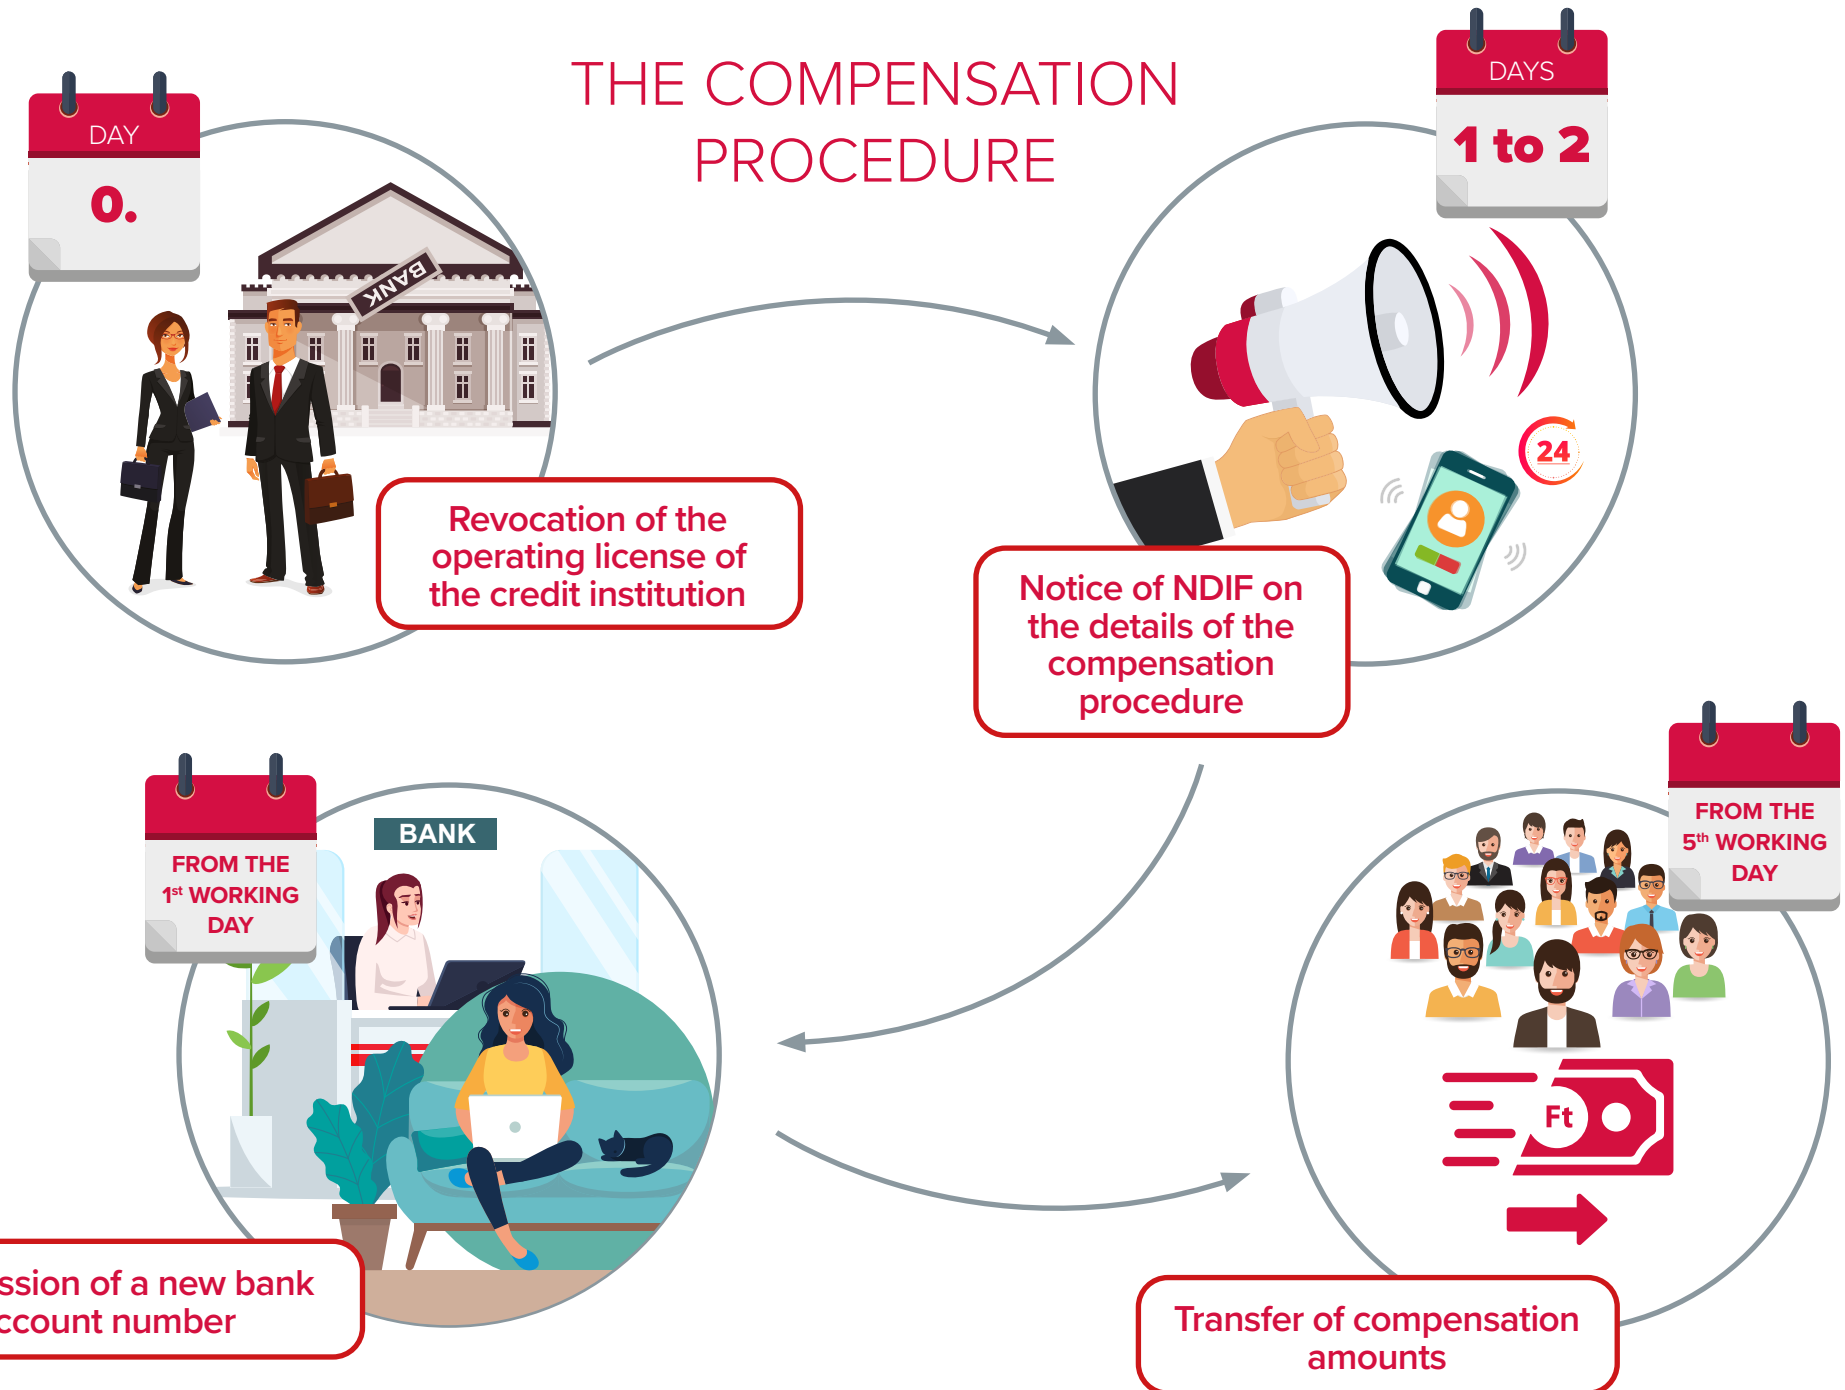 THE COMPENSATION
PROCEDURE
DAY
0.
BANK
Revocation of the
operating license of
the credit institution
DAYS
1 to 2
24
Notice of NDIF on
the details of the
compensation
procedure
FROM THE
1st WORKING
DAY
BANK
ssion of a new bank
ccount number
FROM THE
5th WORKING
DAY
Ft
Transfer of compensation
amounts